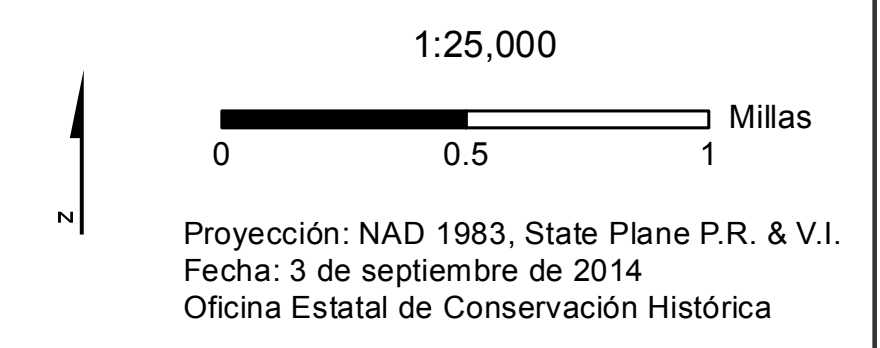 1:25,000
Millas
0 0.5 1
N
Proyección: NAD 1983, State Plane P.R. & V.I.
Fecha: 3 de septiembre de 2014
Oficina Estatal de Conservación Histórica